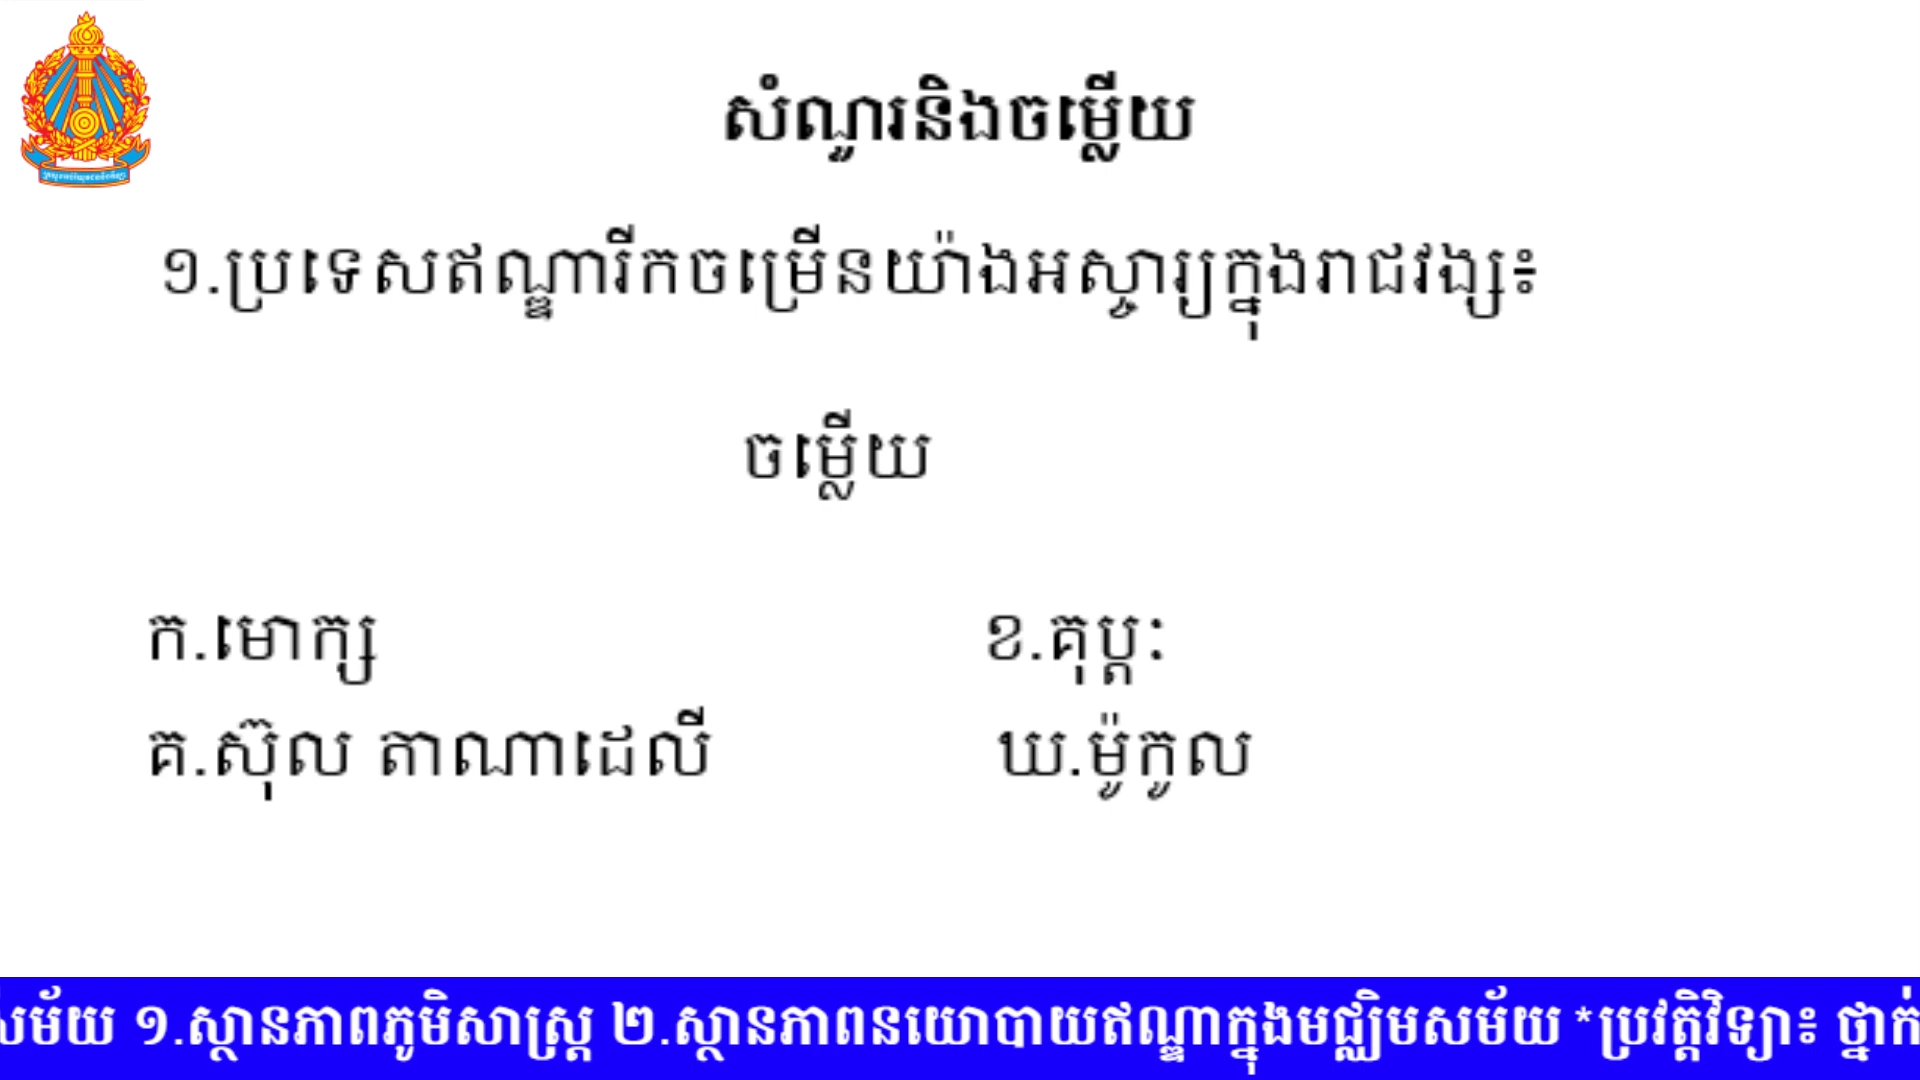 សំណួរនិងចម្លើយ
១.ប្រទេសឥណ្ឌារីកចម្រើនយ៉ាងអស្ចារ្យក្នុងរាជវង្ស៖
ចម្លើយ
ក.មោក្ស ខ.គុប្តៈ
គ.ស៊ុល តាណាដេលី ឃ.ម៉ូកូល
សម័យ ១.ស្ថានភាពភូមិសាស្ត្រ ២.ស្ថានភាពនយោបាយឥណ្ឌាក្នុងមជ្ឈិមសម័យ *ប្រវត្តិវិទ្យា៖ ថ្នាក់